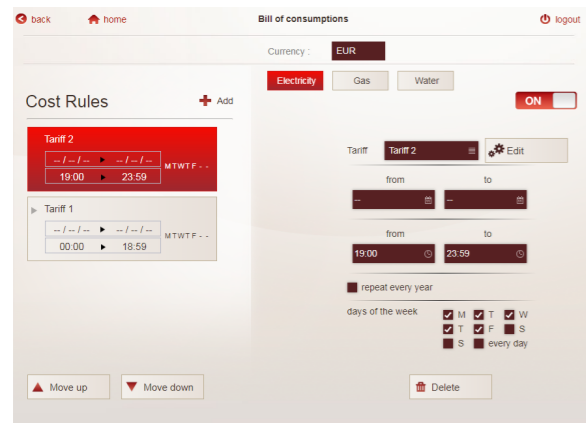 back home Bill of consumptions logout
Currency : EUR
Electricity Gas Water
Cost Rules Add
ON
Tariff 2
-- / -- / -- -- / -- / --
19:00 23:59
M T W T F - -
Tariff 1
-- / -- / -- -- / -- / --
00:00 18:59
M T W T F - -
Tariff Tariff 2 Edit
from to
-- --
from to
19:00 23:59
repeat every year
days of the week M T W
T F S
S every day
Move up Move down Delete